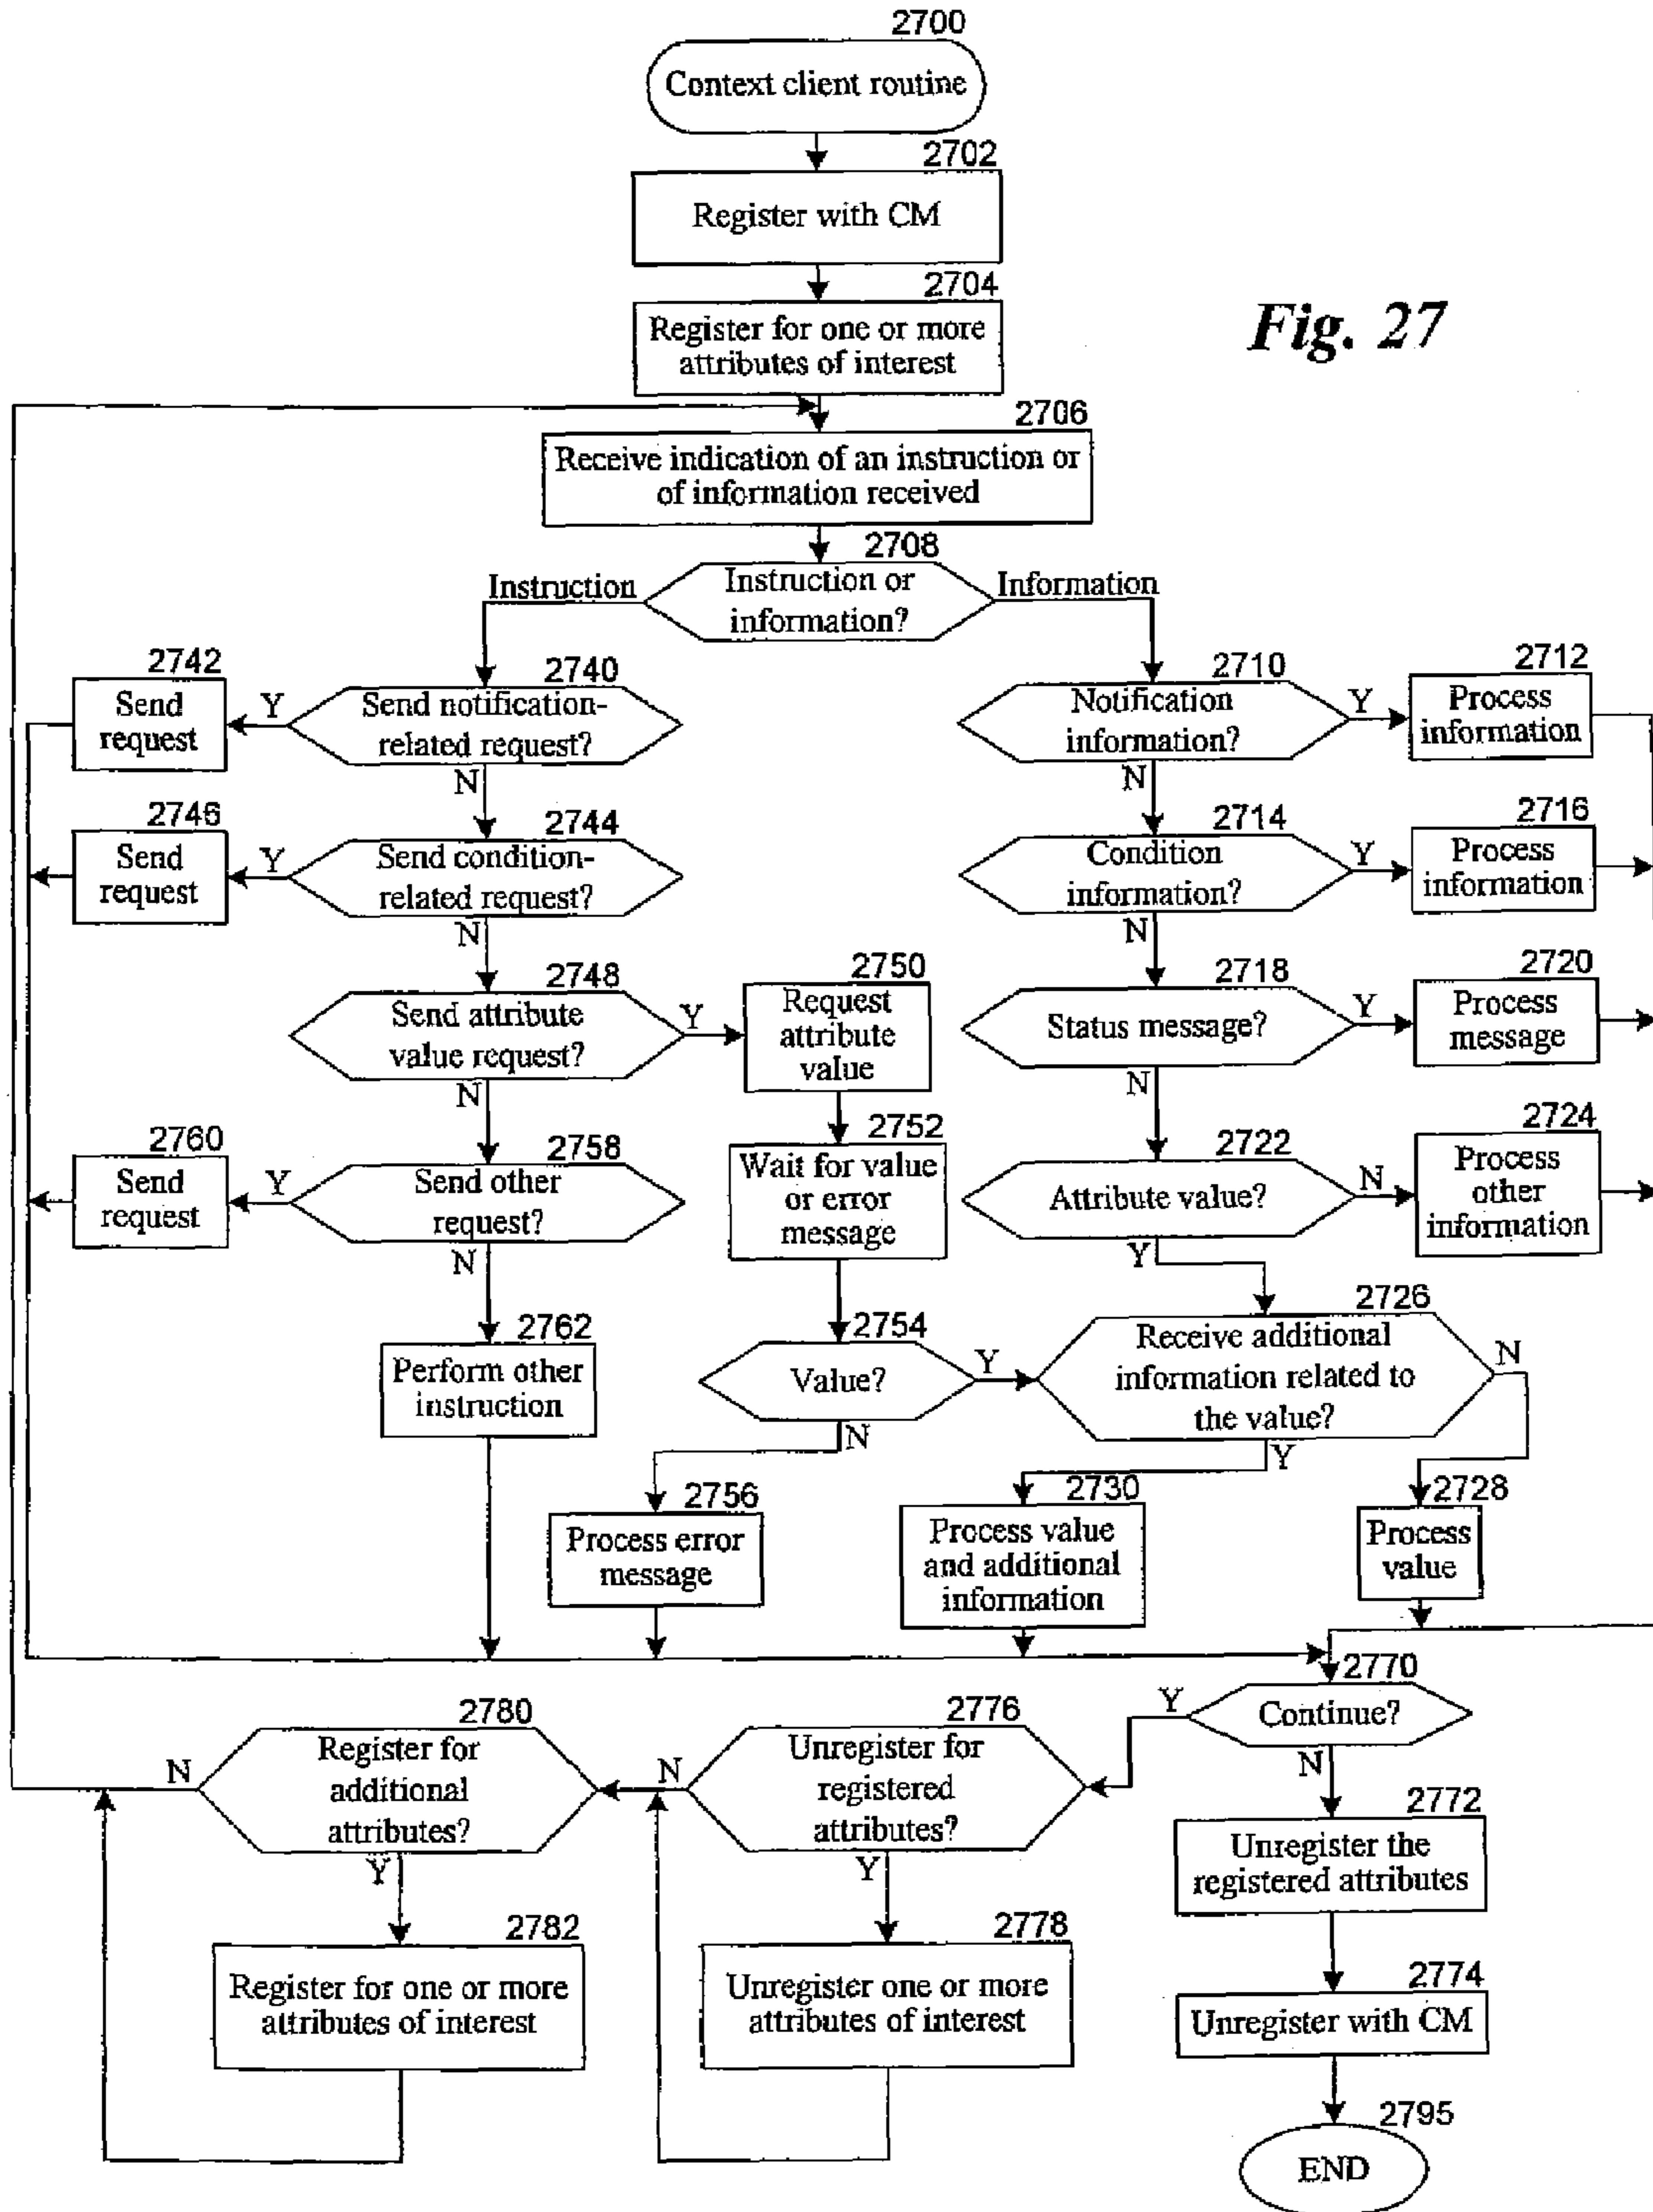 2700
Context client routine
2702
Register with CM
2704
Register for one or more
attributes of interest
Fig. 27
2706
Receive indication of an instruction or
of information received
2708
Instruction
Instruction or
information?
Information
2742
Send
request
Y
2740
Send notification-
related request?
N
2710
Notification
information?
Y
N
2712
Process
information
2746
Send
request
Y
2744
Send condition-
related request?
N
2714
Condition
information?
Y
N
2716
Process
information
2748
Send attribute
value request?
Y
N
2750
Request
attribute
value
2718
Status message?
Y
N
2720
Process
message
2760
Send
request
Y
2758
Send other
request?
N
2752
Wait for value
or error
message
2722
Attribute value?
N
Y
2724
Process
other
information
2762
Perform other
instruction
2754
Value?
Y
N
2726
Receive additional
information related to
the value?
N
Y
2756
Process error
message
2730
Process value
and additional
information
2728
Process
value
2770
Continue?
Y
N
2776
Unregister for
registered
attributes?
N
Y
2780
Register for
additional
attributes?
N
Y
2772
Unregister the
registered attributes
2782
Register for one or more
attributes of interest
2778
Unregister one or more
attributes of interest
2774
Unregister with CM
2795
END